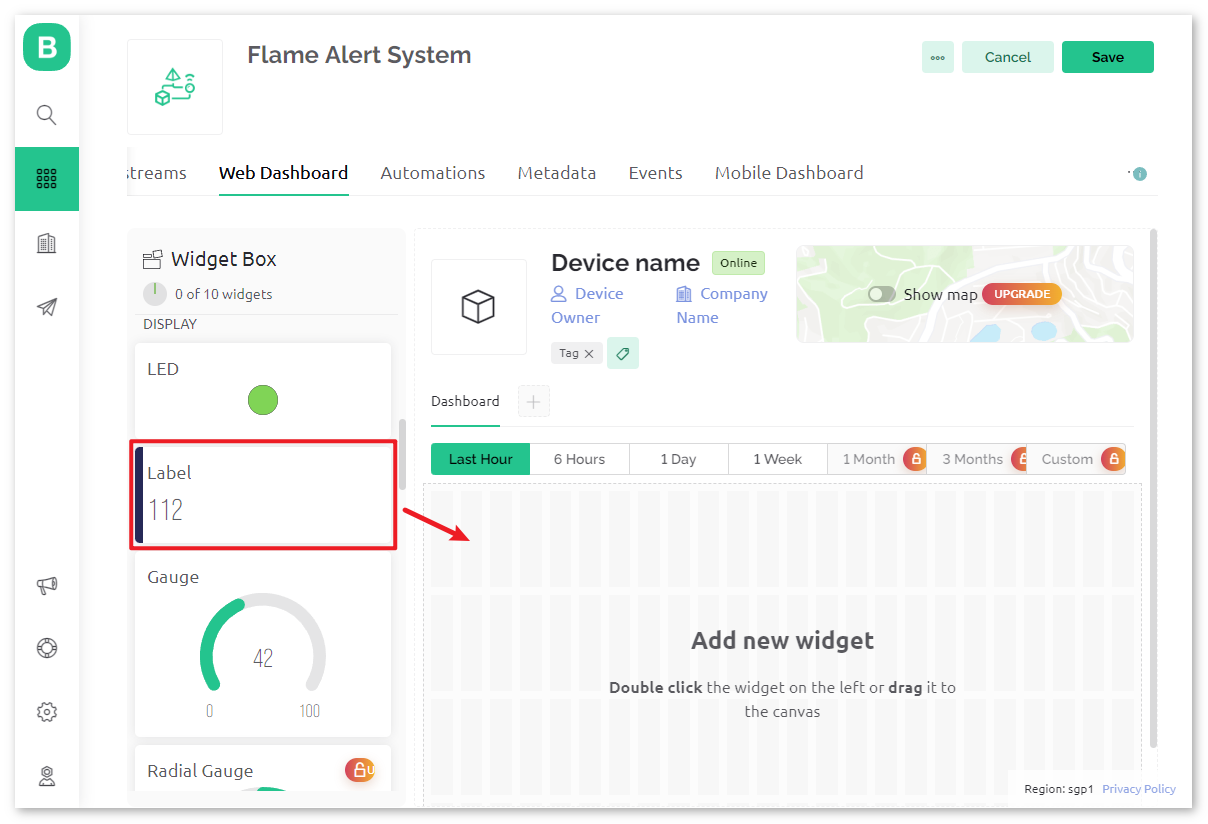 B
Flame Alert System
Cancel
Save
streams
Web Dashboard
Automations
Metadata
Events
Mobile Dashboard
i
Widget Box
0 of 10 widgets
DISPLAY
LED
Label
112
Gauge
42
0
100
Radial Gauge
U
Device name
Online
Device Owner
Company Name
Tag
Show map
UPGRADE
Dashboard
Last Hour
6 Hours
1 Day
1 Week
1 Month
3 Months
Custom
Add new widget
Double click the widget on the left or drag it to
the canvas
Region: sgp1
Privacy Policy